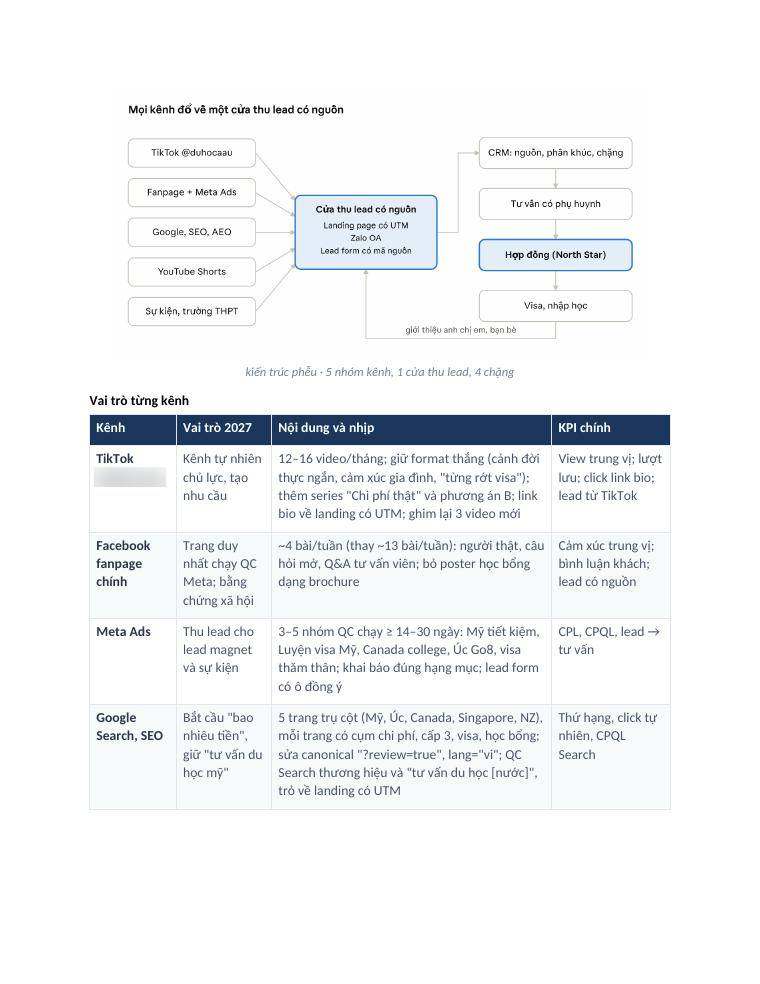 Mọi kênh đổ về một cửa thu lead có nguồn
TikTok @duhocaau
Fanpage + Meta Ads
Google, SEO, AEO
YouTube Shorts
Sự kiện, trường THPT
Cửa thu lead có nguồn
Landing page có UTM
Zalo OA
Lead form có mã nguồn
CRM: nguồn, phân khúc, chặng
Tư vấn có phụ huynh
Hợp đồng (North Star)
Visa, nhập học
giới thiệu anh chị em, bạn bè
kiến trúc phễu · 5 nhóm kênh, 1 cửa thu lead, 4 chặng
Vai trò từng kênh
Kênh
Vai trò 2027
Nội dung và nhịp
KPI chính
TikTok
Kênh tự nhiên
chủ lực, tạo
nhu cầu
12–16 video/tháng; giữ format thắng (cảnh đời
thực ngắn, cảm xúc gia đình, "từng rớt visa");
thêm series "Chi phí thật" và phương án B; link
bio về landing có UTM; ghim lại 3 video mới
View trung vị; lượt
lưu; click link bio;
lead từ TikTok
Facebook
fanpage
chính
Trang duy
nhất chạy QC
Meta; bằng
chứng xã hội
~4 bài/tuần (thay ~13 bài/tuần): người thật, câu
hỏi mở, Q&A tư vấn viên; bỏ poster học bổng
dạng brochure
Cảm xúc trung vị;
bình luận khách;
lead có nguồn
Meta Ads
Thu lead cho
lead magnet
và sự kiện
3–5 nhóm QC chạy ≥ 14–30 ngày: Mỹ tiết kiệm,
Luyện visa Mỹ, Canada college, Úc Go8, visa
thăm thân; khai báo đúng hạng mục; lead form
có ô đồng ý
CPL, CPQL, lead →
tư vấn
Google
Search, SEO
Bắt cầu "bao
nhiêu tiền",
giữ "tư vấn du
học mỹ"
5 trang trụ cột (Mỹ, Úc, Canada, Singapore, NZ),
mỗi trang có cụm chi phí, cấp 3, visa, học bổng;
sửa canonical "?review=true", lang="vi"; QC
Search thương hiệu và "tư vấn du học [nước]",
trỏ về landing có UTM
Thứ hạng, click tự
nhiên, CPQL
Search